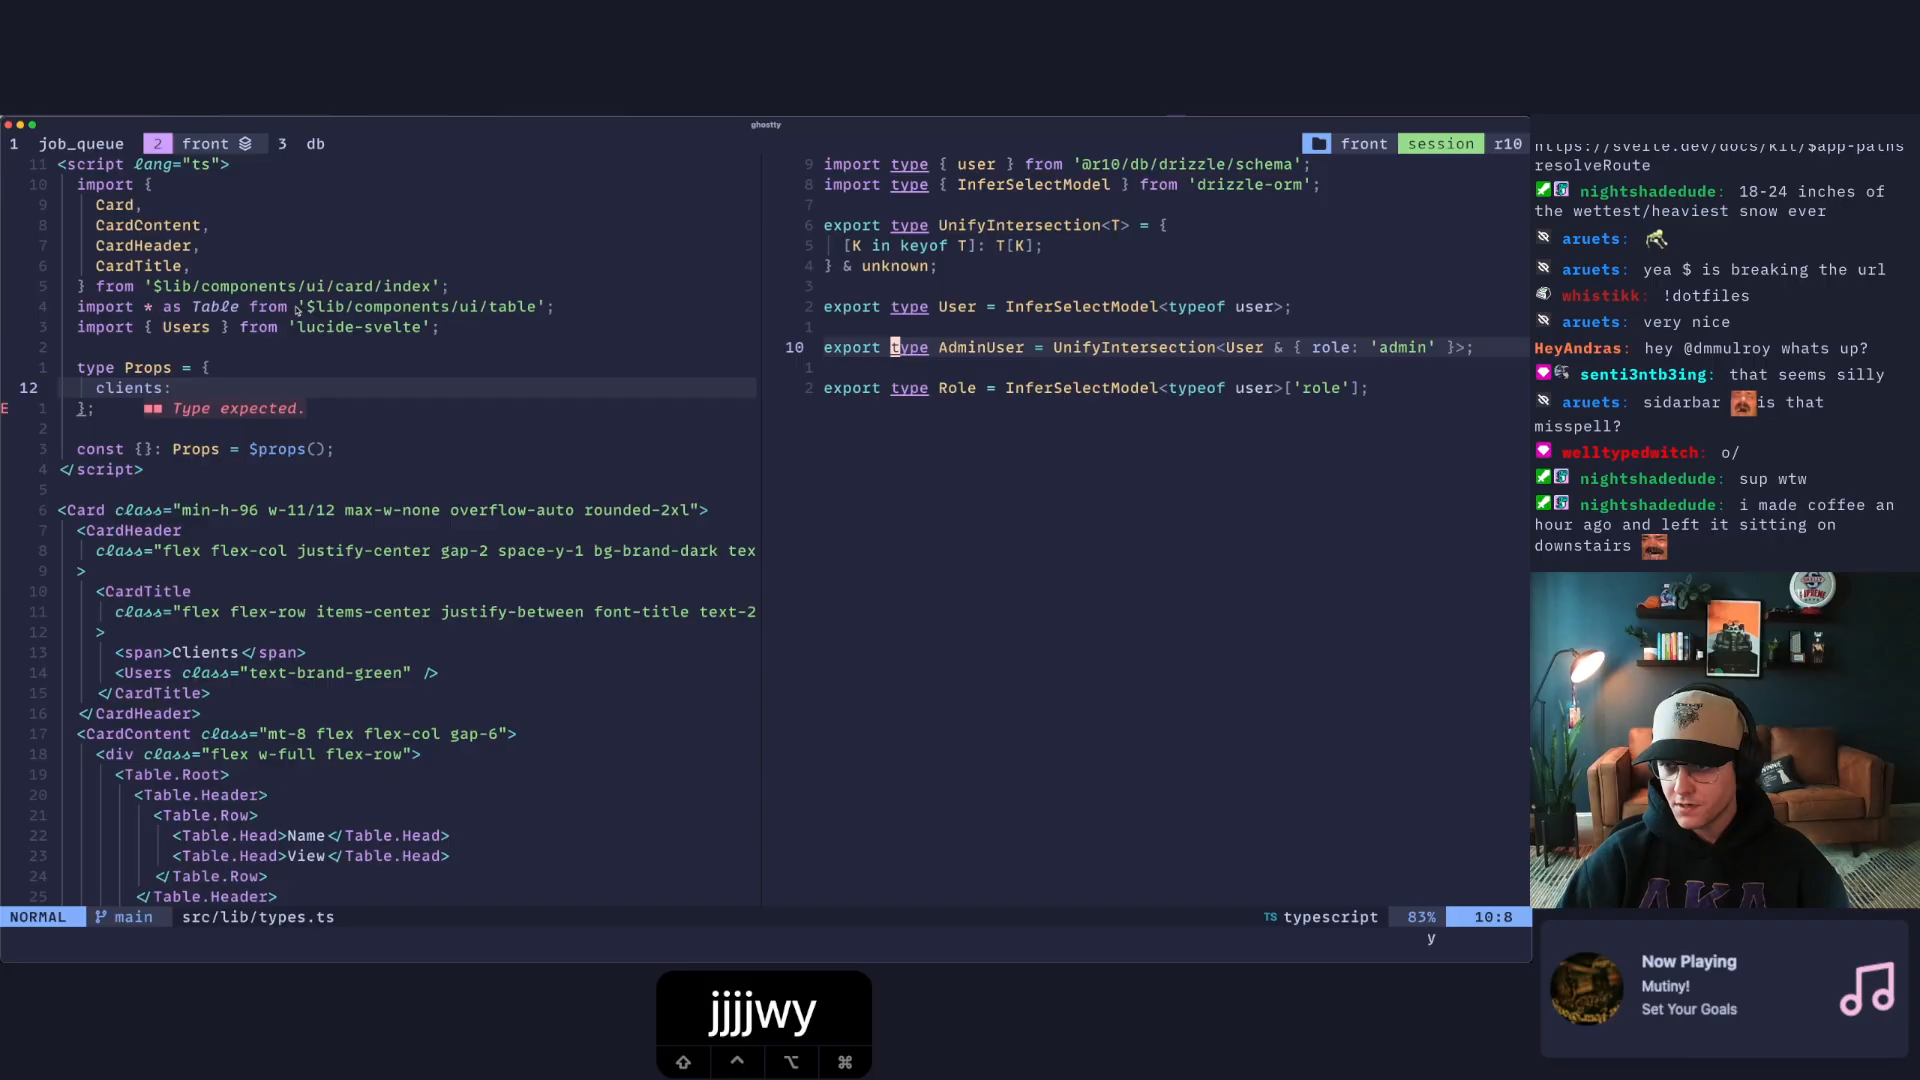 ghostty
1 job_queue 2 front 3 db
front session r10
11 <script lang="ts">
10 import {
9 Card,
8 CardContent,
7 CardHeader,
6 CardTitle,
5 } from '$lib/components/ui/card/index';
4 import * as Table from '$lib/components/ui/table';
3 import { Users } from 'lucide-svelte';
2
1 type Props = {
12 clients:
E 1 }; ■■ Type expected.
2
3 const {}: Props = $props();
4 </script>
5
6 <Card class="min-h-96 w-11/12 max-w-none overflow-auto rounded-2xl">
7 <CardHeader
8 class="flex flex-col justify-center gap-2 space-y-1 bg-brand-dark tex
9 >
10 <CardTitle
11 class="flex flex-row items-center justify-between font-title text-2
12 >
13 <span>Clients</span>
14 <Users class="text-brand-green" />
15 </CardTitle>
16 </CardHeader>
17 <CardContent class="mt-8 flex flex-col gap-6">
18 <div class="flex w-full flex-row">
19 <Table.Root>
20 <Table.Header>
21 <Table.Row>
22 <Table.Head>Name</Table.Head>
23 <Table.Head>View</Table.Head>
24 </Table.Row>
25 </Table.Header>
9 import type { user } from '@r10/db/drizzle/schema';
8 import type { InferSelectModel } from 'drizzle-orm';
7
6 export type UnifyIntersection<T> = {
5 [K in keyof T]: T[K];
4 } & unknown;
3
2 export type User = InferSelectModel<typeof user>;
1
10 export type AdminUser = UnifyIntersection<User & { role: 'admin' }>;
1
2 export type Role = InferSelectModel<typeof user>['role'];
NORMAL main src/lib/types.ts
TS typescript 83% 10:8
y
jjjjwy
https://svelte.dev/docs/kit/$app-paths
resolveRoute
nightshadedude: 18-24 inches of
the wettest/heaviest snow ever
aruets:
aruets: yea $ is breaking the url
whistikk: !dotfiles
aruets: very nice
HeyAndras: hey @dmmulroy whats up?
senti3ntb3ing: that seems silly
aruets: sidarbar is that
misspell?
welltypedwitch: o/
nightshadedude: sup wtw
nightshadedude: i made coffee an
hour ago and left it sitting on
downstairs
Now Playing
Mutiny!
Set Your Goals